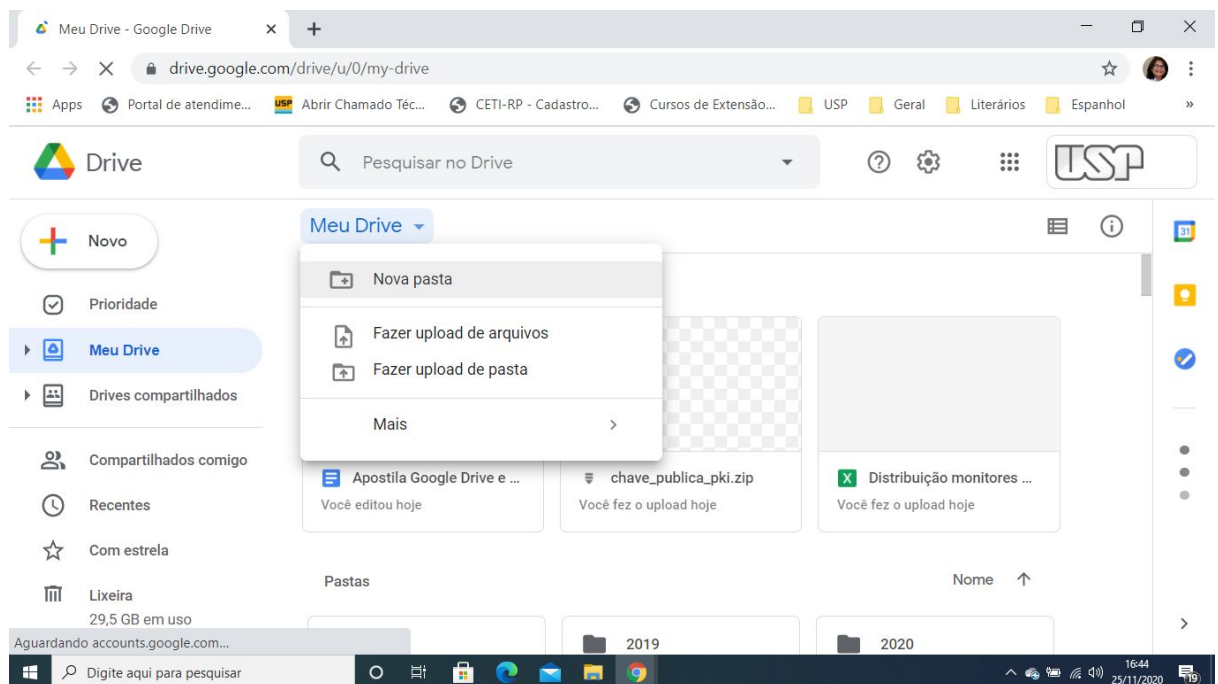 Meu Drive - Google Drive
drive.google.com/drive/u/0/my-drive
Apps Portal de atendime... USP Abrir Chamado Téc... CETI-RP - Cadastro... Cursos de Extensão... USP Geral Literários Espanhol »
Drive Pesquisar no Drive USP
Novo
Meu Drive
31
Nova pasta
Prioridade
Fazer upload de arquivos
Meu Drive
Fazer upload de pasta
Drives compartilhados
Mais
Compartilhados comigo
Apostila Google Drive e ... chave_publica_pki.zip X Distribuição monitores ...
Recentes
Você editou hoje Você fez o upload hoje Você fez o upload hoje
Com estrela
Pastas Nome
Lixeira
29,5 GB em uso
Aguardando accounts.google.com...
2019 2020
Digite aqui para pesquisar 16:44
25/11/2020 19